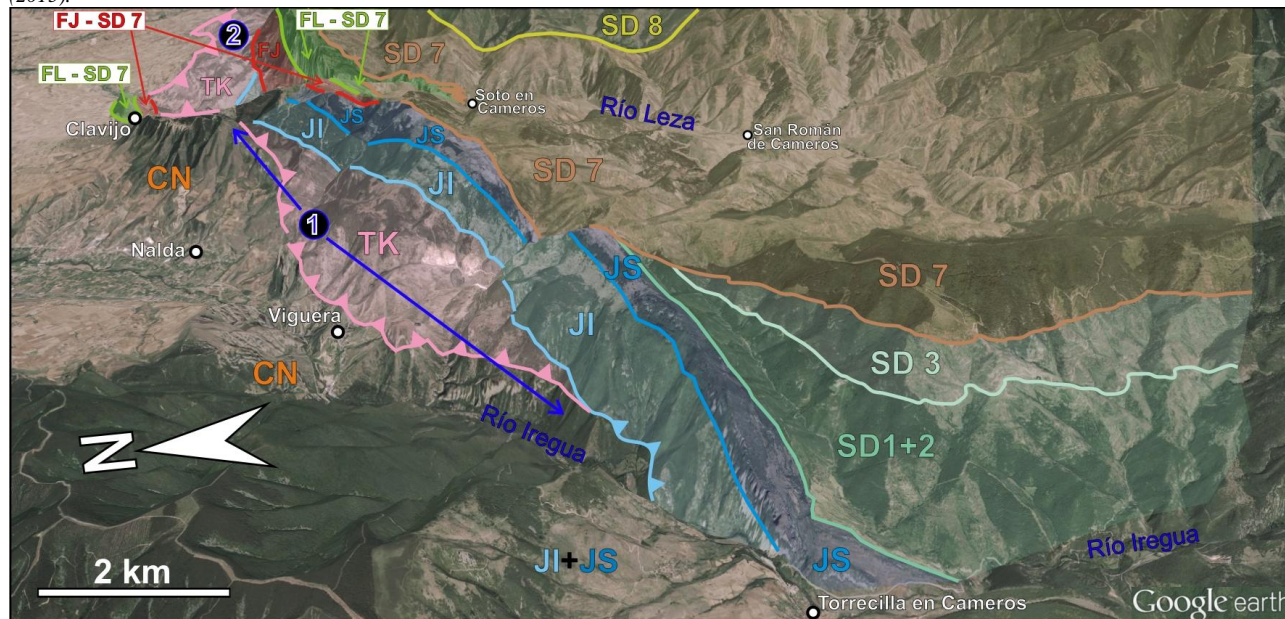 (2015).
FJ - SD 7
2
FL - SD 7
SD 8
FJ
SD 7
FL - SD 7
TK
Soto en
Cameros
Río Leza
Clavijo
JS
JI
JS
San Román
de Cameros
CN
JI
SD 7
1
TK
Nalda
JS
SD 7
Viguera
JI
SD 3
CN
Río Iregua
N
SD1+2
Río Iregua
JI+JS
JS
2 km
Torrecilla en Cameros
Google earth